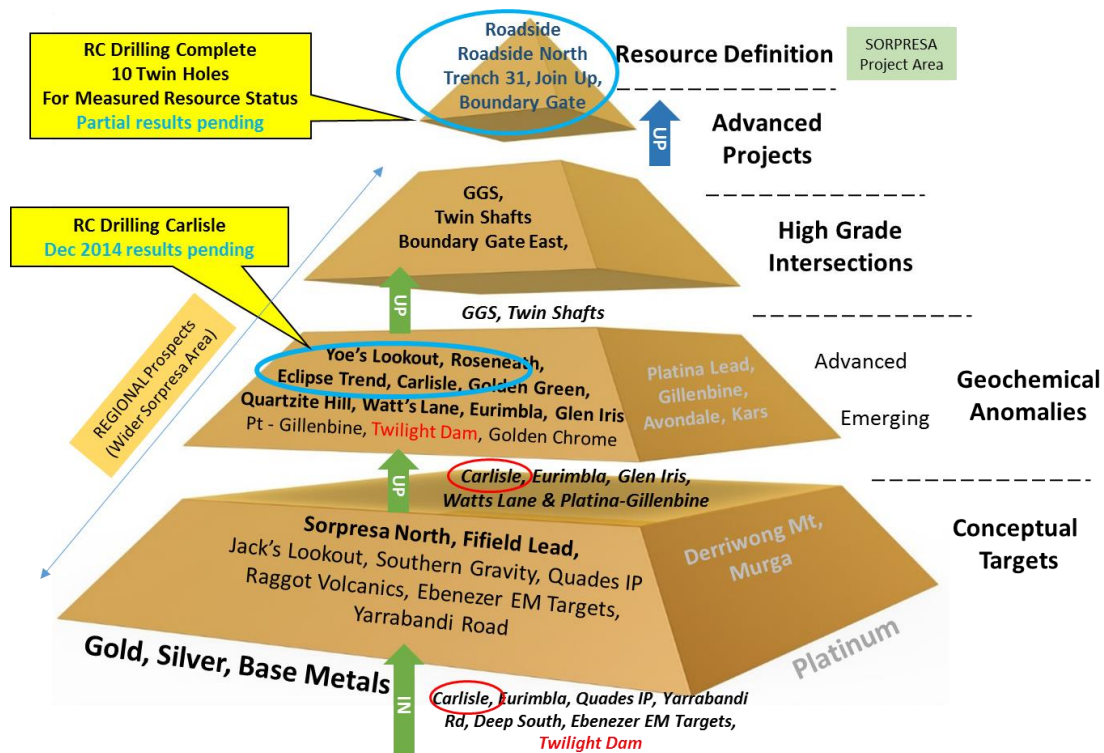 RC Drilling Complete
10 Twin Holes
For Measured Resource Status
Partial results pending
Roadside
Roadside North
Trench 31, Join Up,
Boundary Gate
Resource Definition
SORPRESA
Project Area
UP
Advanced
Projects
RC Drilling Carlisle
Dec 2014 results pending
GGS,
Twin Shafts
Boundary Gate East,
High Grade
Intersections
UP
GGS, Twin Shafts
REGIONAL Prospects
(Wider Sorpresa Area)
Yoe's Lookout, Roseneath,
Eclipse Trend, Carlisle, Golden Green,
Quartzite Hill, Watt's Lane, Eurimbla, Glen Iris
Pt - Gillenbine, Twilight Dam, Golden Chrome
Platina Lead,
Gillenbine,
Avondale, Kars
Advanced
Emerging
Geochemical
Anomalies
UP
Carlisle, Eurimbla, Glen Iris,
Watts Lane & Platina-Gillenbine
Sorpresa North, Fifield Lead,
Jack's Lookout, Southern Gravity, Quades IP
Raggot Volcanics, Ebenezer EM Targets,
Yarrabandi Road
Derriwong Mt,
Murga
Conceptual
Targets
Gold, Silver, Base Metals
Platinum
IN
Carlisle, Eurimbla, Quades IP, Yarrabandi
Rd, Deep South, Ebenezer EM Targets,
Twilight Dam